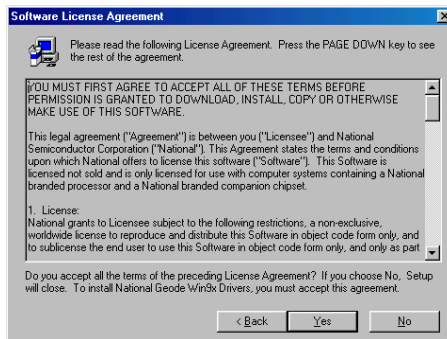 Software License Agreement
Please read the following License Agreement. Press the PAGE DOWN key to see
the rest of the agreement.
YOU MUST FIRST AGREE TO ACCEPT ALL OF THESE TERMS BEFORE
PERMISSION IS GRANTED TO DOWNLOAD, INSTALL, COPY OR OTHERWISE
MAKE USE OF THIS SOFTWARE.
This legal agreement ("Agreement") is between you ("Licensee") and National
Semiconductor Corporation ("National"). This Agreement states the terms and conditions
upon which National offers to license this software ("Software"). This Software is
licensed not sold and is only licensed for use with computer systems containing a National
branded processor and a National branded companion chipset.
1. License:
National grants to Licensee subject to the following restrictions, a non-exclusive,
worldwide license to reproduce and distribute this Software in object code form only, and
to sublicense the end user to use this Software in object code form only, and only as part
Do you accept all the terms of the preceding License Agreement? If you choose No, Setup
will close. To install National Geode Win9x Drivers, you must accept this agreement.
< Back Yes No